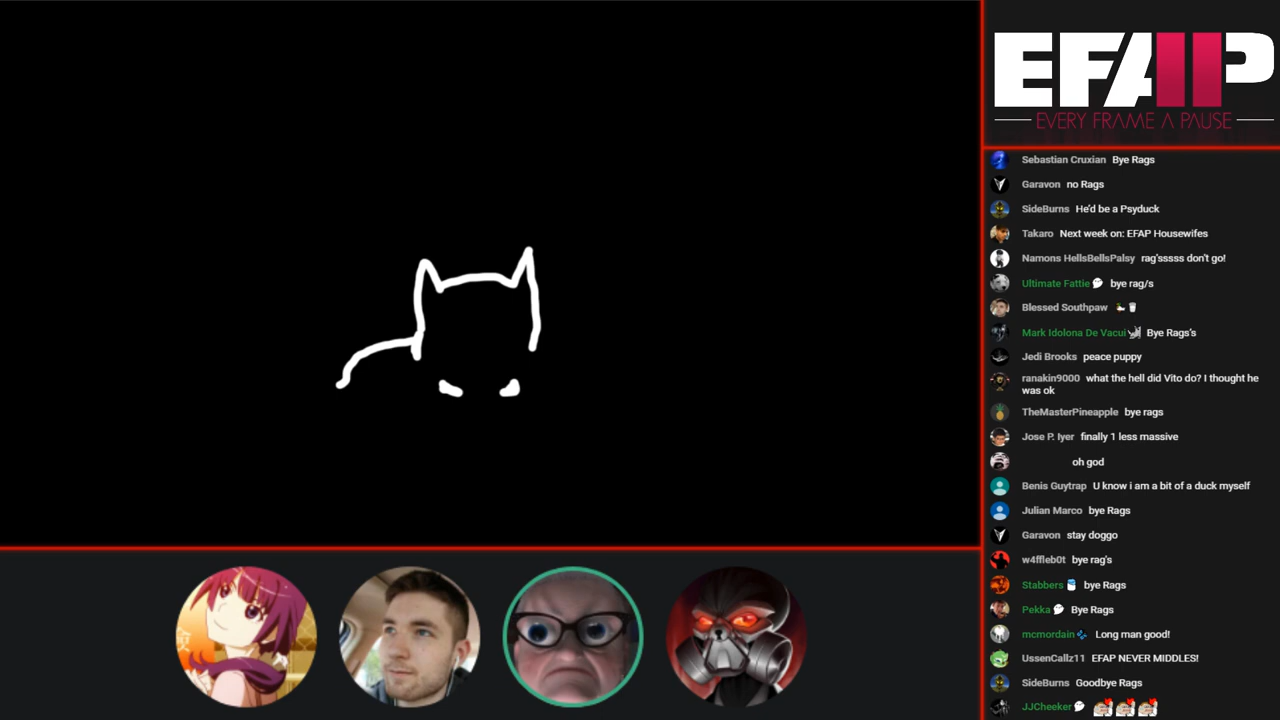 EFAP
EVERY FRAME A PAUSE
Sebastian Cruxian Bye Rags
Garavon no Rags
SideBurns He'd be a Psyduck
Takaro Next week on: EFAP Housewifes
Namons HellsBellsPalsy rag'sssss don't go!
Ultimate Fattie bye rag/s
Blessed Southpaw
Mark Idolona De Vacui Bye Rags's
Jedi Brooks peace puppy
ranakin9000 what the hell did Vito do? I thought he
was ok
TheMasterPineapple bye rags
Jose P. Iyer finally 1 less massive
oh god
Benis Guytrap U know i am a bit of a duck myself
Julian Marco bye Rags
Garavon stay doggo
w4ffleb0t bye rag's
Stabbers bye Rags
Pekka Bye Rags
mcmordain Long man good!
UssenCallz11 EFAP NEVER MIDDLES!
SideBurns Goodbye Rags
JJCheeker